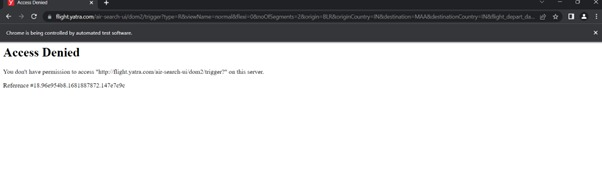 Access Denied
flight.yatra.com/air-search-ui/dom2/trigger?type=R&viewName=normal&flexi=0&noOfSegments=2&origin=BLR&originCountry=IN&destination=MAA&destinationCountry=IN&flight_depart_da...
Chrome is being controlled by automated test software.
Access Denied
You don't have permission to access "http://flight.yatra.com/air-search-ui/dom2/trigger?" on this server.
Reference #18.96e954b8.1681887872.147e7e9c